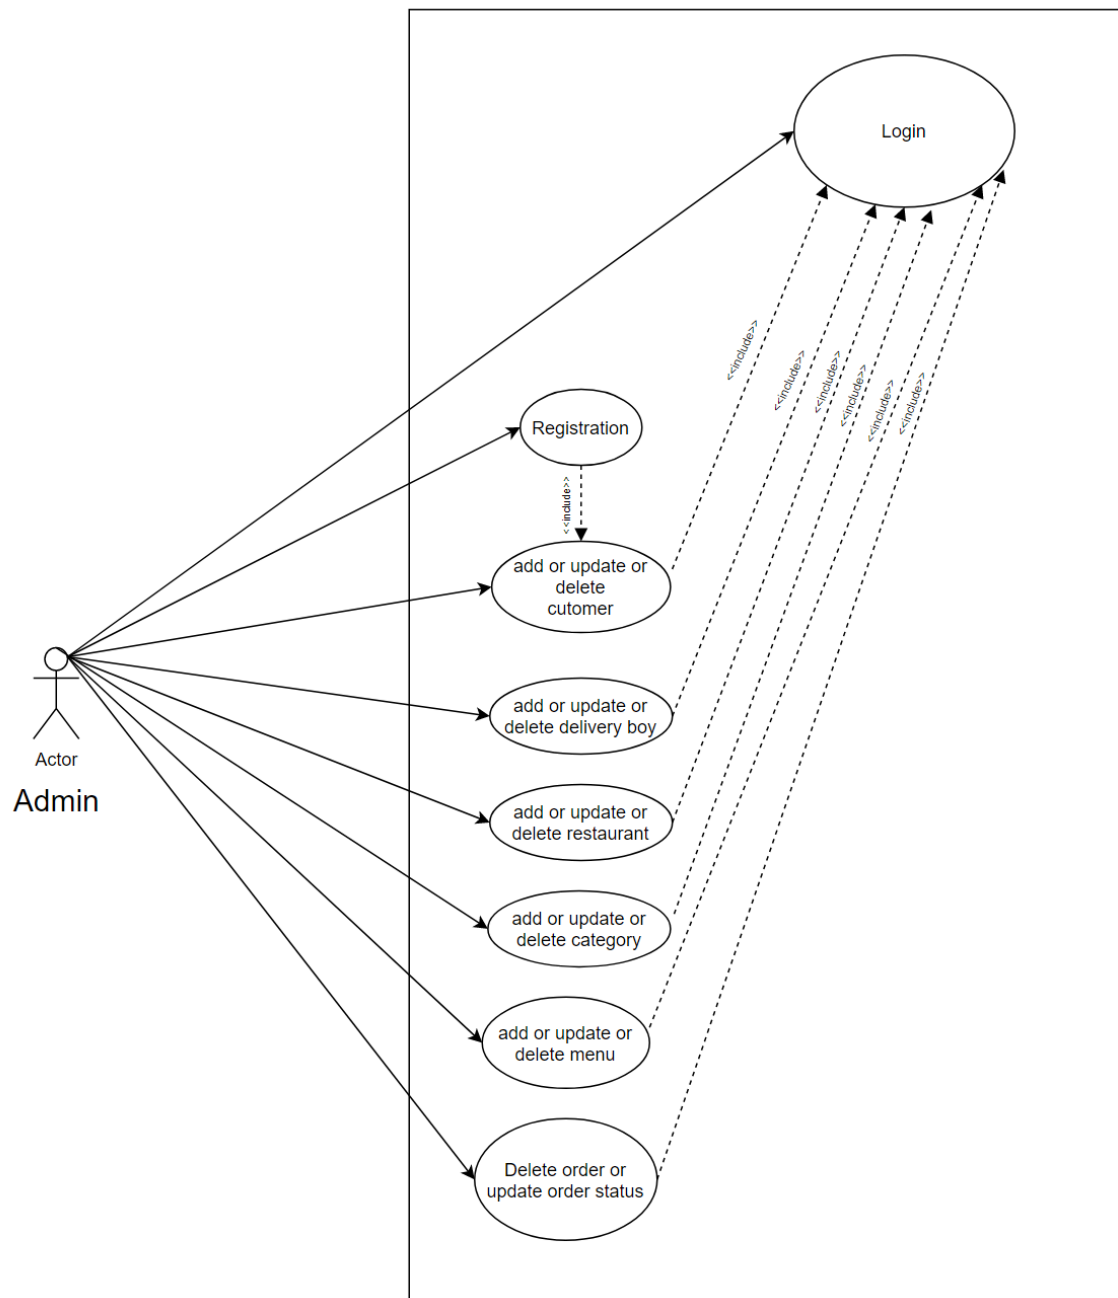 Login
<<include>>
<<include>>
<<include>>
<<include>>
<<include>>
<<include>>
Registration
<<include>>
add or update or
delete
cutomer
Actor
Admin
add or update or
delete delivery boy
add or update or
delete restaurant
add or update or
delete category
add or update or
delete menu
Delete order or
update order status